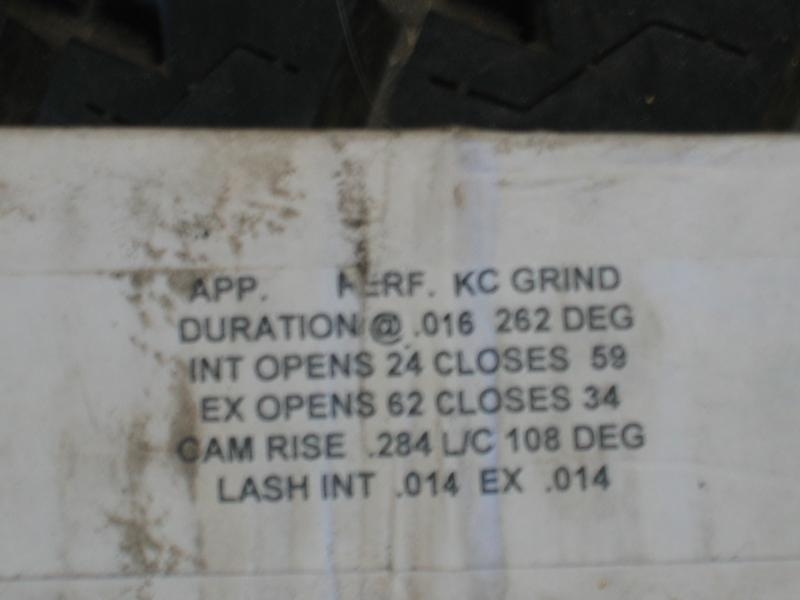 APP. PERF. KC GRIND
DURATION @ .016 262 DEG
INT OPENS 24 CLOSES 59
EX OPENS 62 CLOSES 34
CAM RISE .284 L/C 108 DEG
LASH INT .014 EX .014